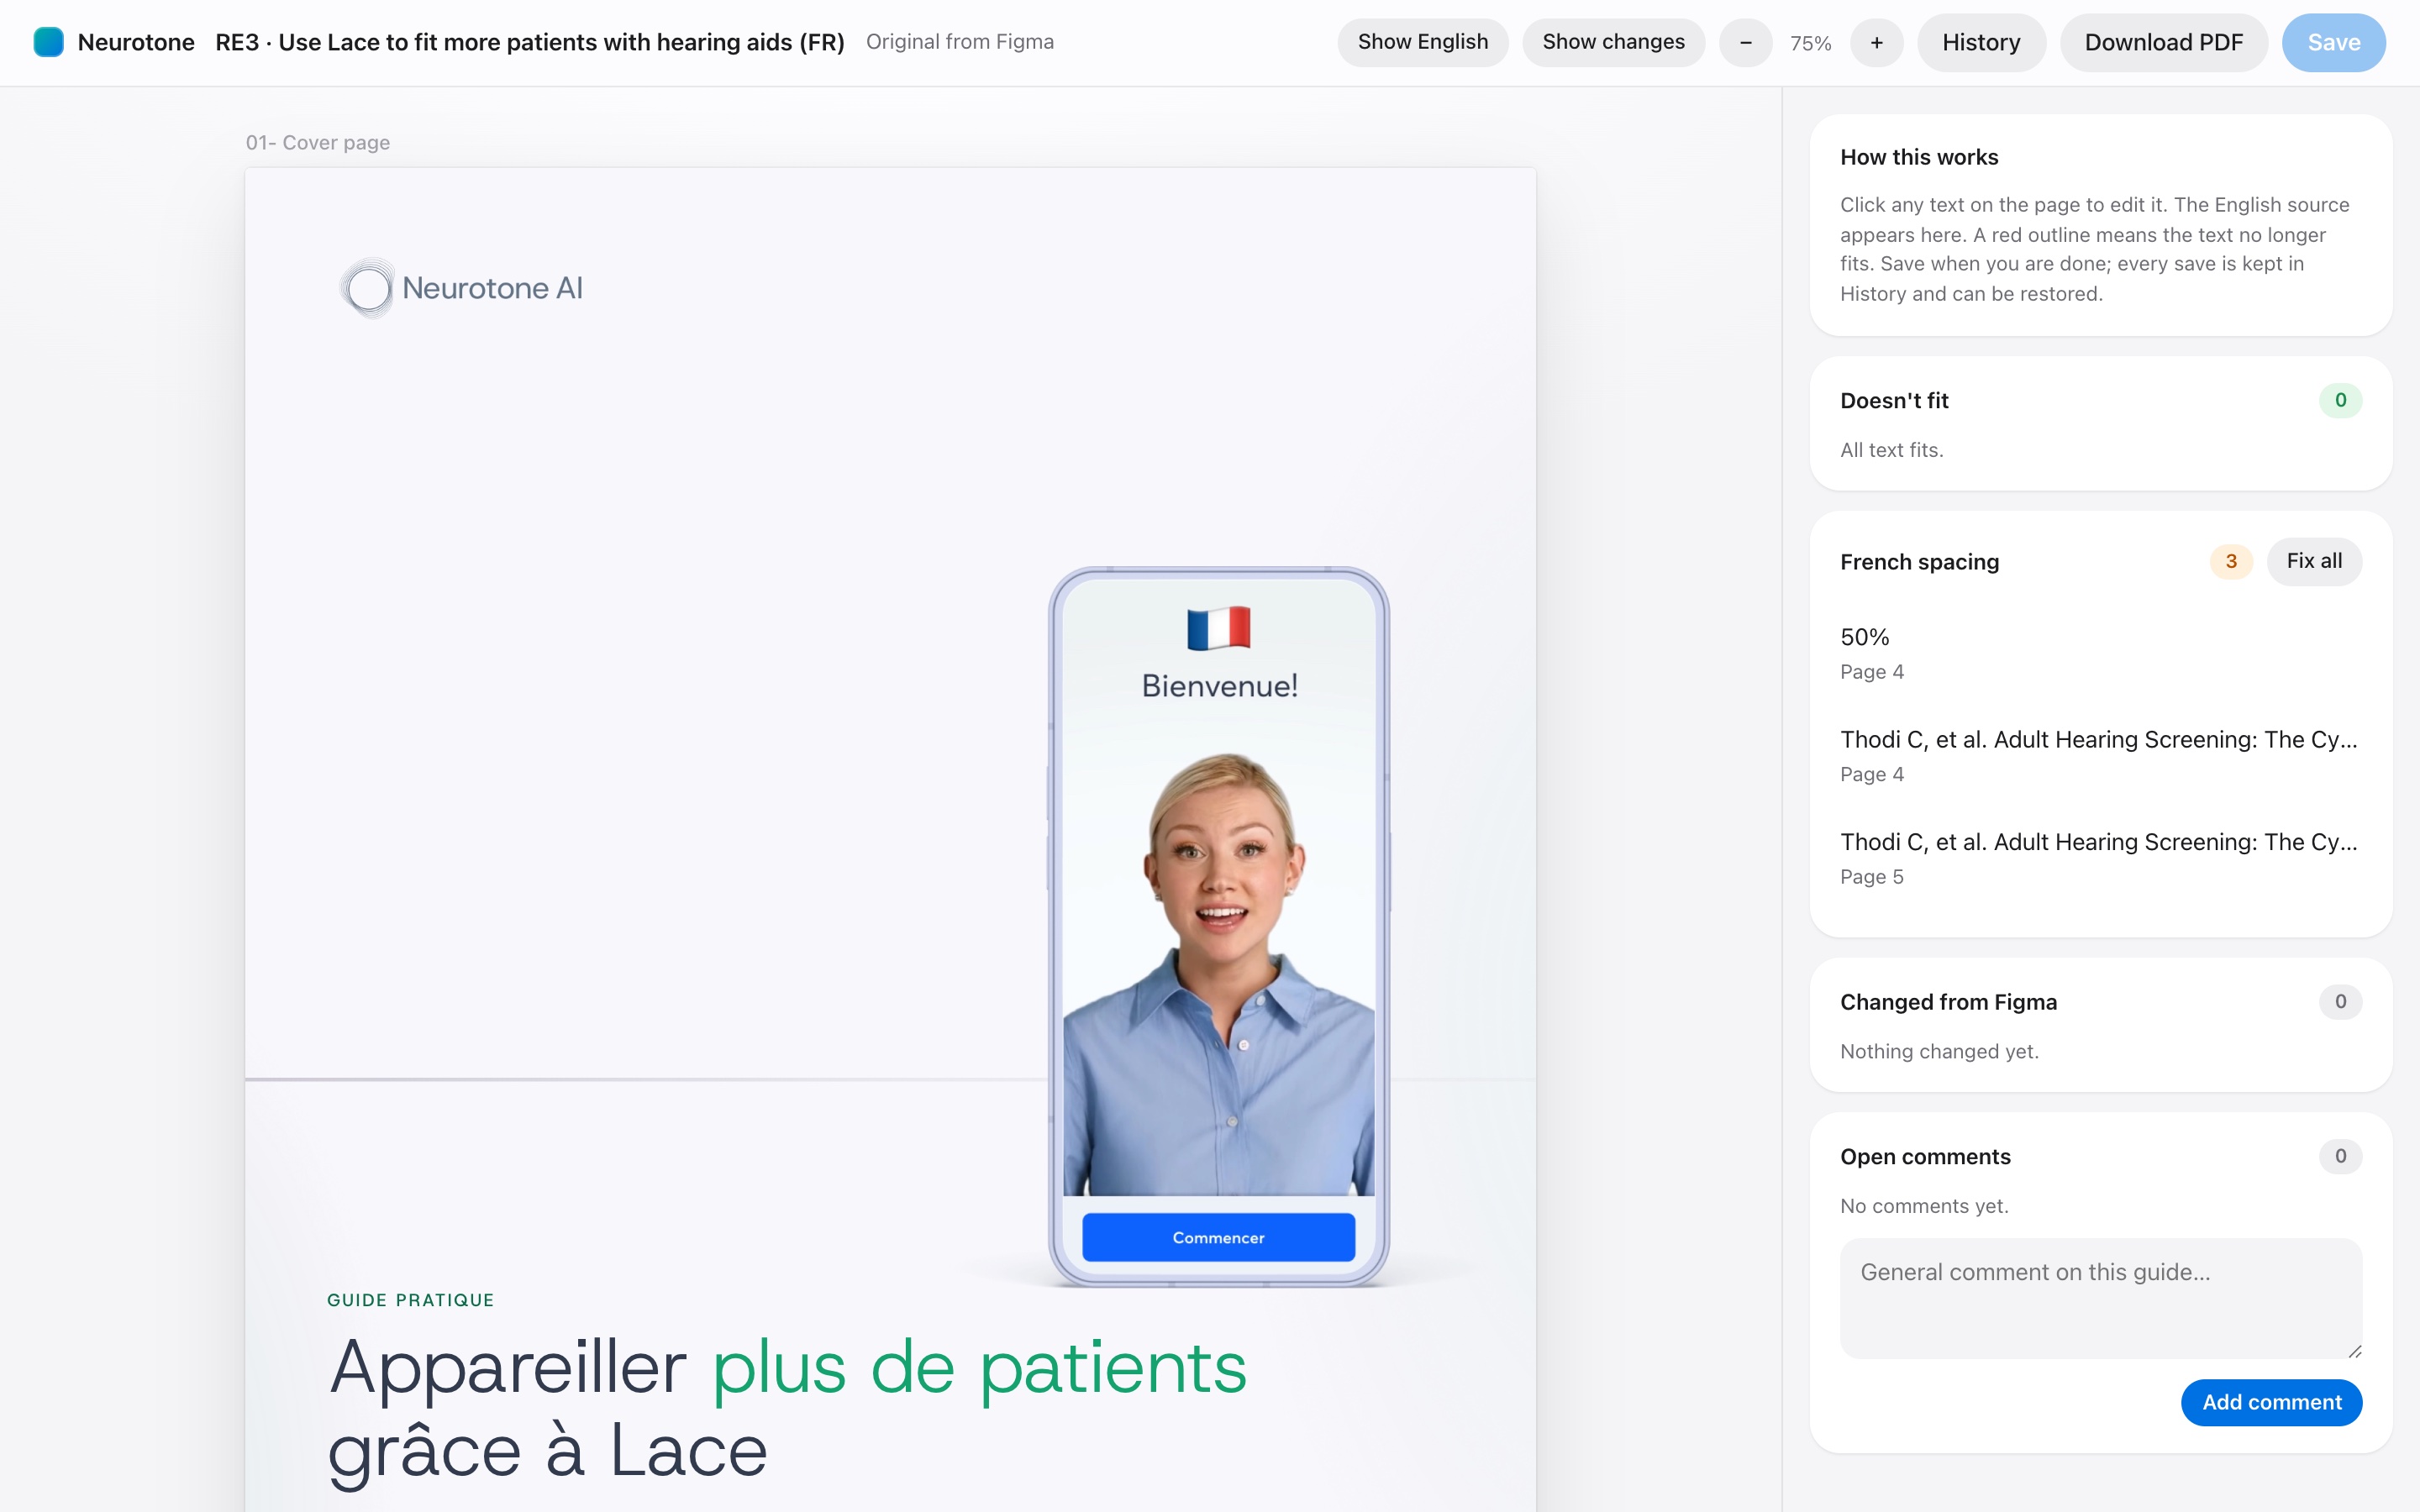 Neurotone RE3 · Use Lace to fit more patients with hearing aids (FR) Original from Figma Show English Show changes − 75% + History Download PDF Save
01- Cover page
Neurotone AI
Bienvenue!
Commencer
GUIDE PRATIQUE
Appareiller plus de patients
grâce à Lace
How this works
Click any text on the page to edit it. The English source
appears here. A red outline means the text no longer
fits. Save when you are done; every save is kept in
History and can be restored.
Doesn't fit 0
All text fits.
French spacing 3 Fix all
50%
Page 4
Thodi C, et al. Adult Hearing Screening: The Cy...
Page 4
Thodi C, et al. Adult Hearing Screening: The Cy...
Page 5
Changed from Figma 0
Nothing changed yet.
Open comments 0
No comments yet.
General comment on this guide...
Add comment